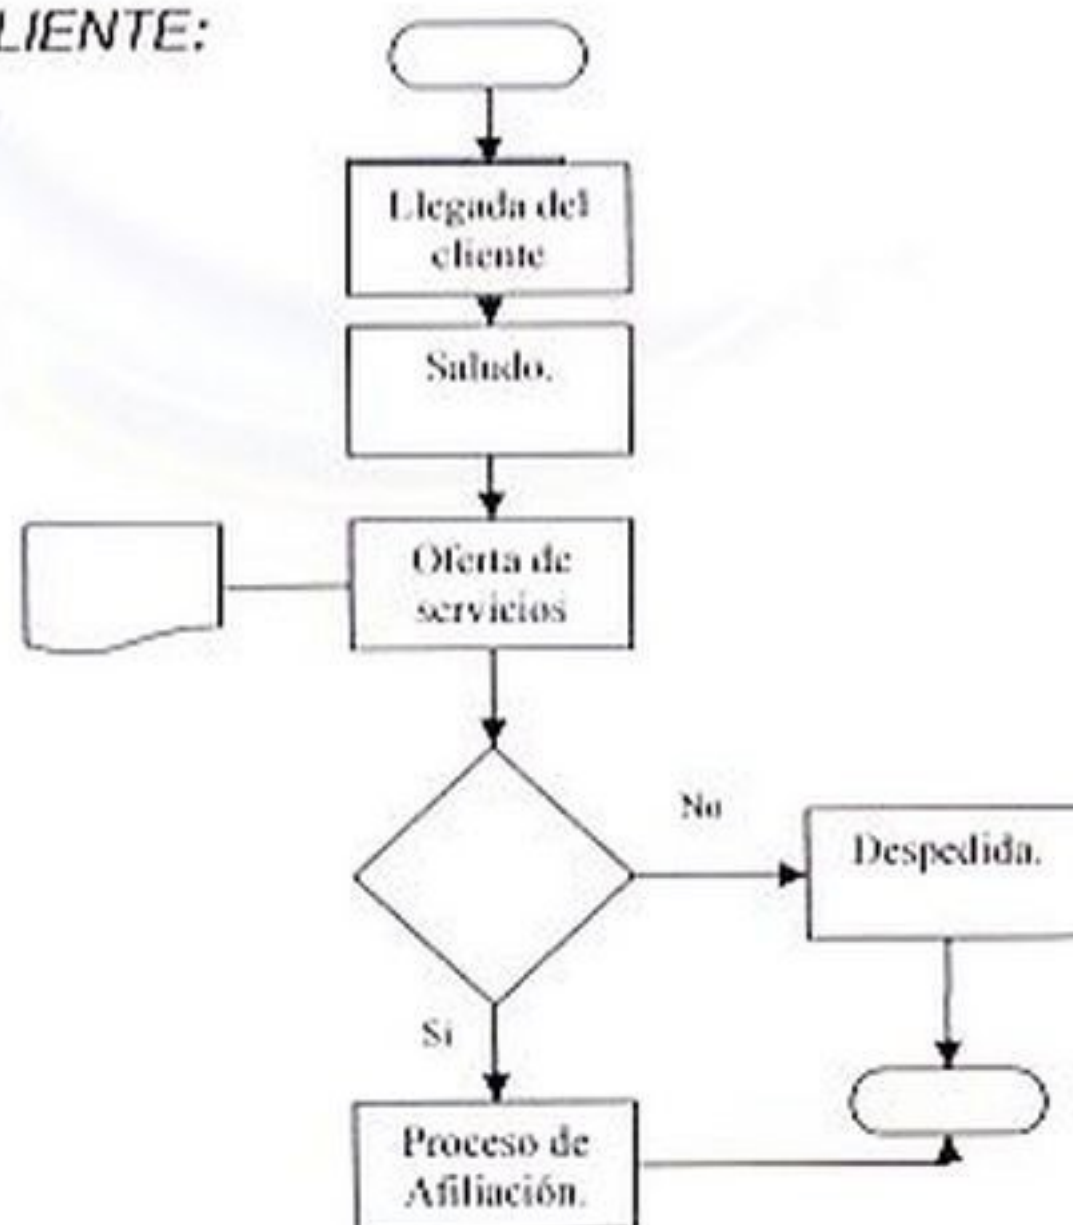 LIENTE:
Llegada del
cliente
Saludo.
Oferta de
servicios
No
Despedida.
Si
Proceso de
Afiliación.